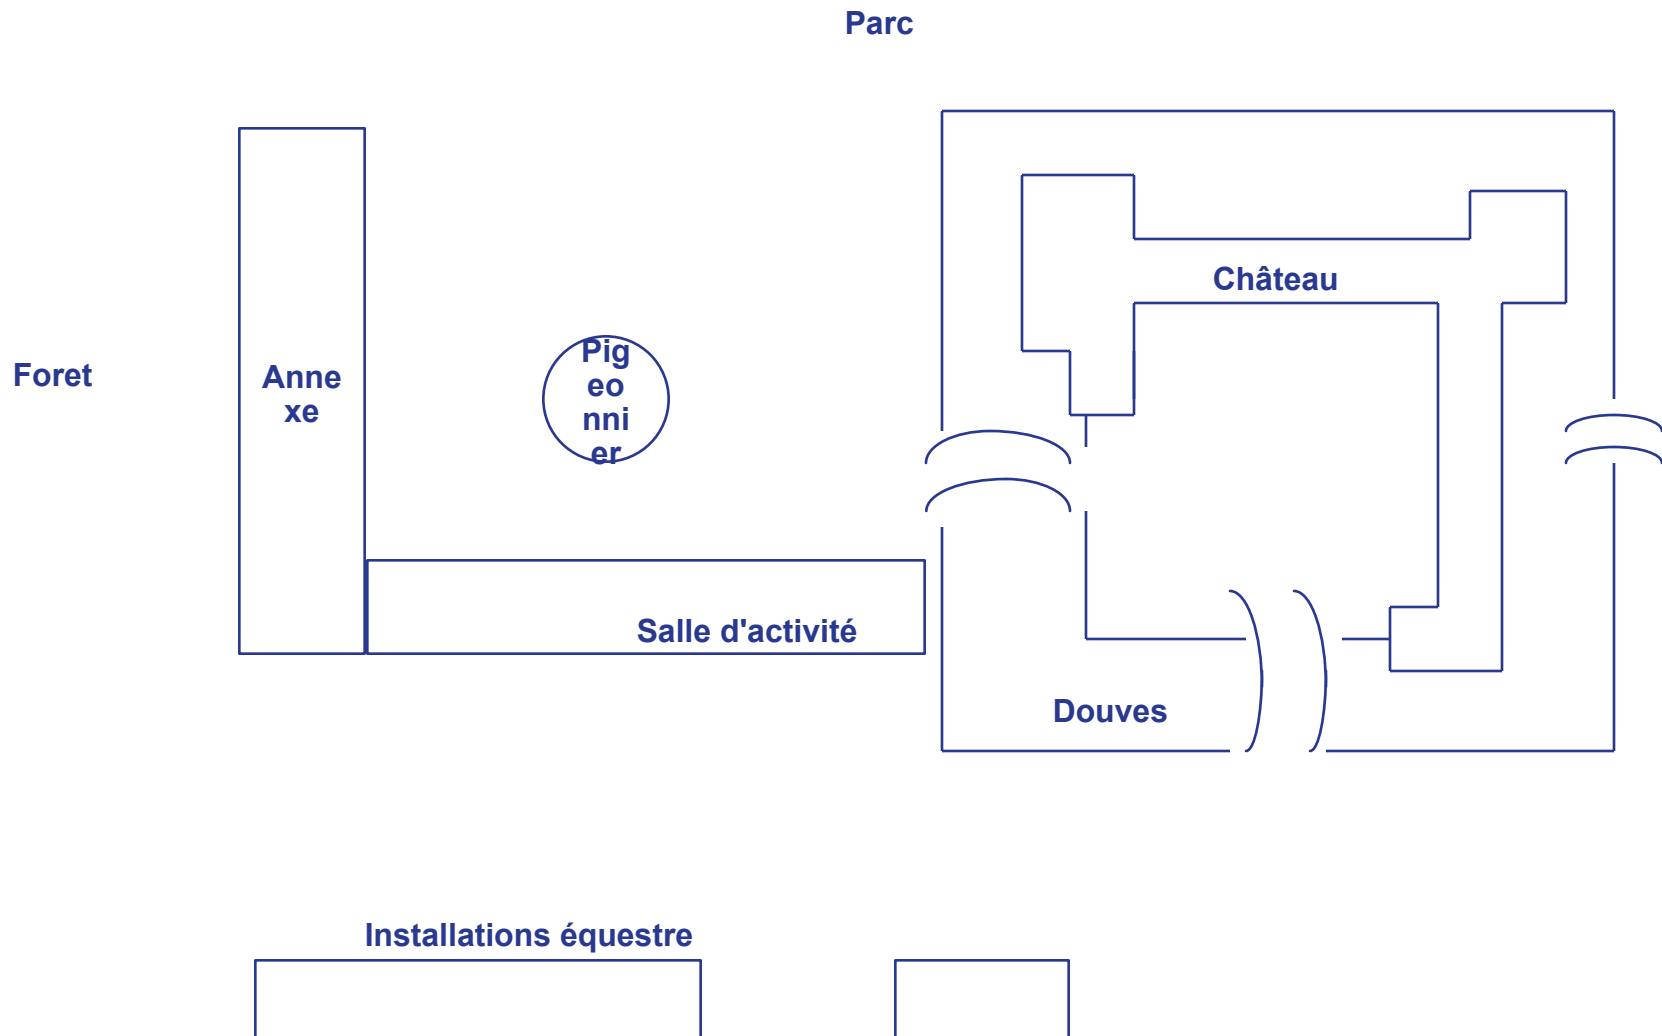 Parc
Château
Foret
Anne
xe
Pig
eo
nni
er
Salle d'activité
Douves
Installations équestre